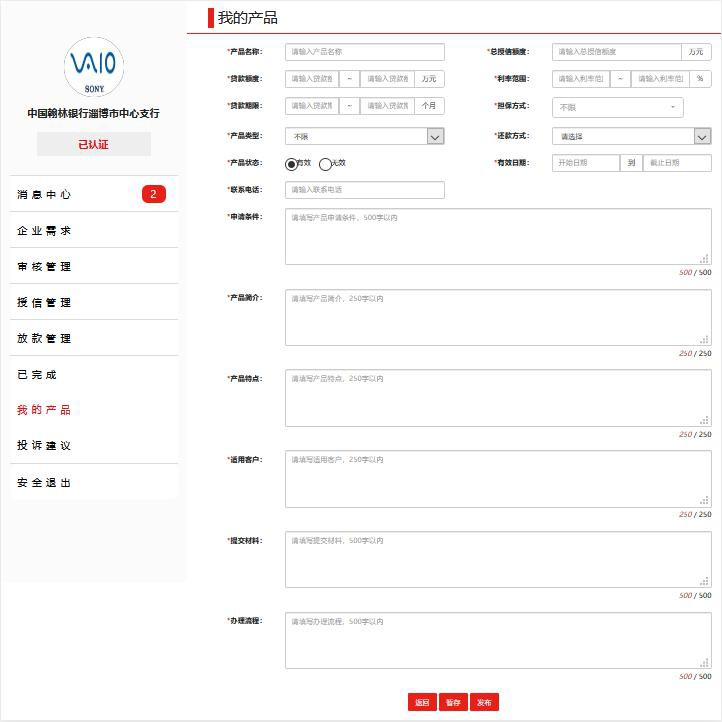 我的产品
VAIO
SONY
中国翰林银行淄博市中心支行
已认证
消息中心 2
企业需求
审核管理
授信管理
放款管理
已完成
我的产品
投诉建议
安全退出
*产品名称: 请输入产品名称 *总授信额度: 请输入总授信额度 万元
*贷款额度: 请输入贷款 ~ 请输入贷款 万元 *利率范围: 请输入利率范 ~ 请输入利率范 %
*贷款期限: 请输入贷款 ~ 请输入贷款 个月 *担保方式: 不限
*产品类型: 不限 *还款方式: 请选择
*产品状态: 有效 无效 *有效日期: 开始日期 到 截止日期
*联系电话: 请输入联系电话
*申请条件: 请填写产品申请条件，500字以内
500 / 500
*产品简介: 请填写产品简介，250字以内
250 / 250
*产品特点: 请填写产品特点，250字以内
250 / 250
*适用客户: 请填写适用客户，250字以内
250 / 250
*提交材料: 请填写提交材料，500字以内
500 / 500
*办理流程: 请填写办理流程，500字以内
500 / 500
返回 暂存 发布